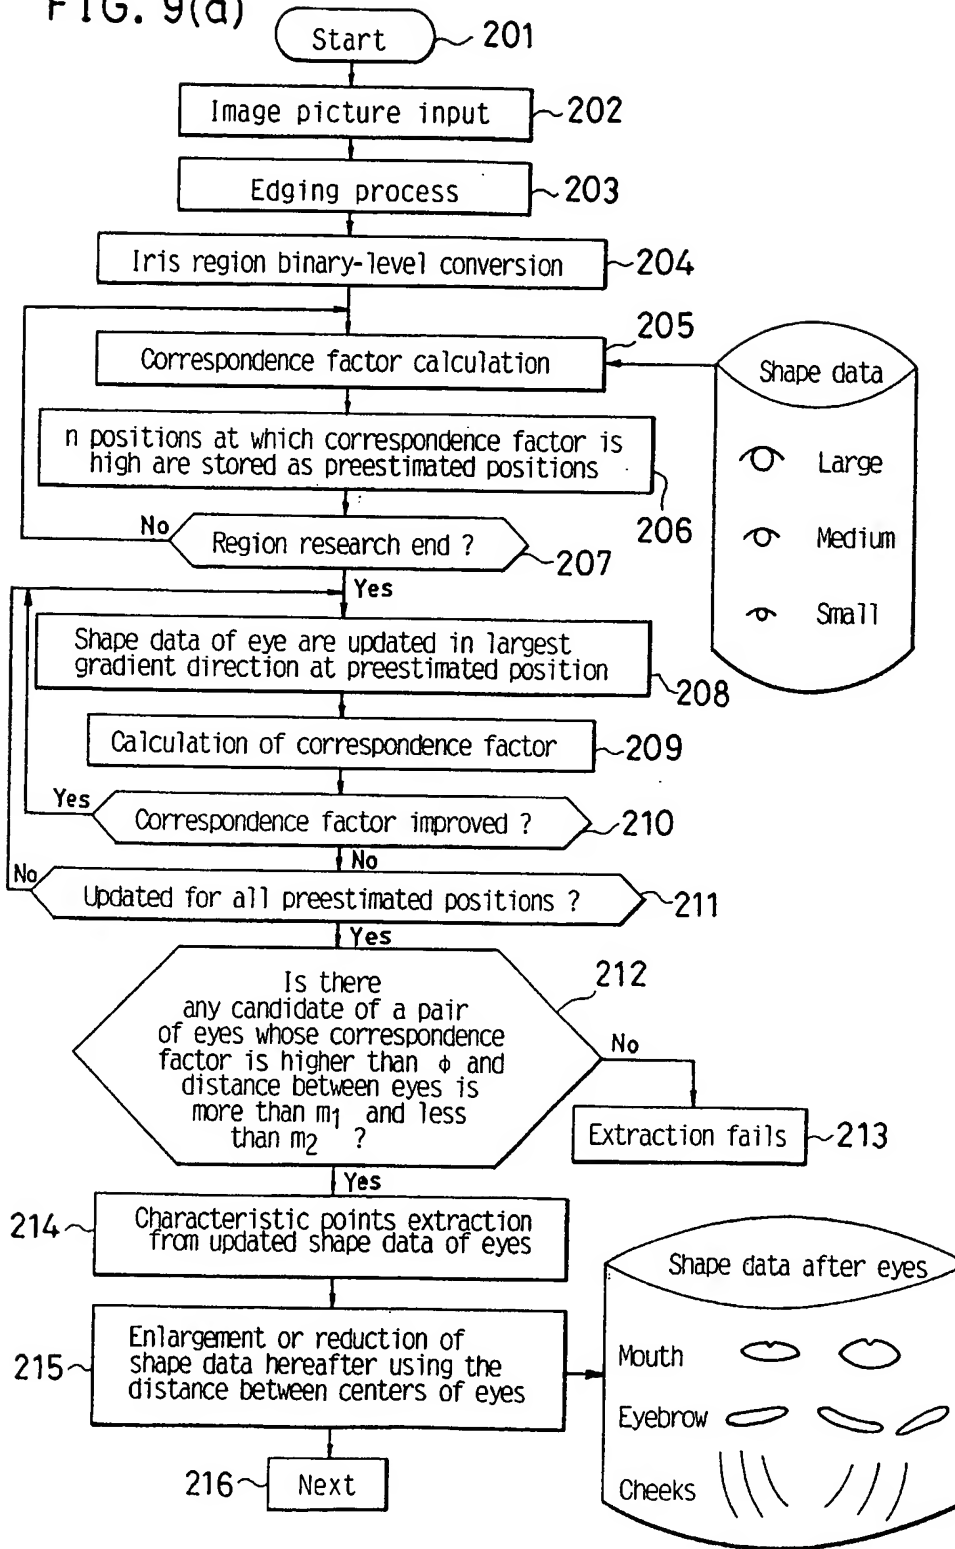 FIG. 9(a)
Start
201
Image picture input
202
Edging process
203
Iris region binary-level conversion
204
205
Correspondence factor calculation
Shape data
n positions at which correspondence factor is
high are stored as preestimated positions
Large
206
No
Region research end ?
207
Medium
Yes
Small
Shape data of eye are updated in largest
gradient direction at preestimated position
208
Calculation of correspondence factor
209
Yes
Correspondence factor improved ?
210
No
No
Updated for all preestimated positions ?
211
Yes
Is there
any candidate of a pair
of eyes whose correspondence
factor is higher than ϕ and
distance between eyes is
more than m1 and less
than m2 ?
212
No
Extraction fails
213
Yes
214
Characteristic points extraction
from updated shape data of eyes
Shape data after eyes
215
Enlargement or reduction of
shape data hereafter using the
distance between centers of eyes
Mouth
Eyebrow
Cheeks
216
Next